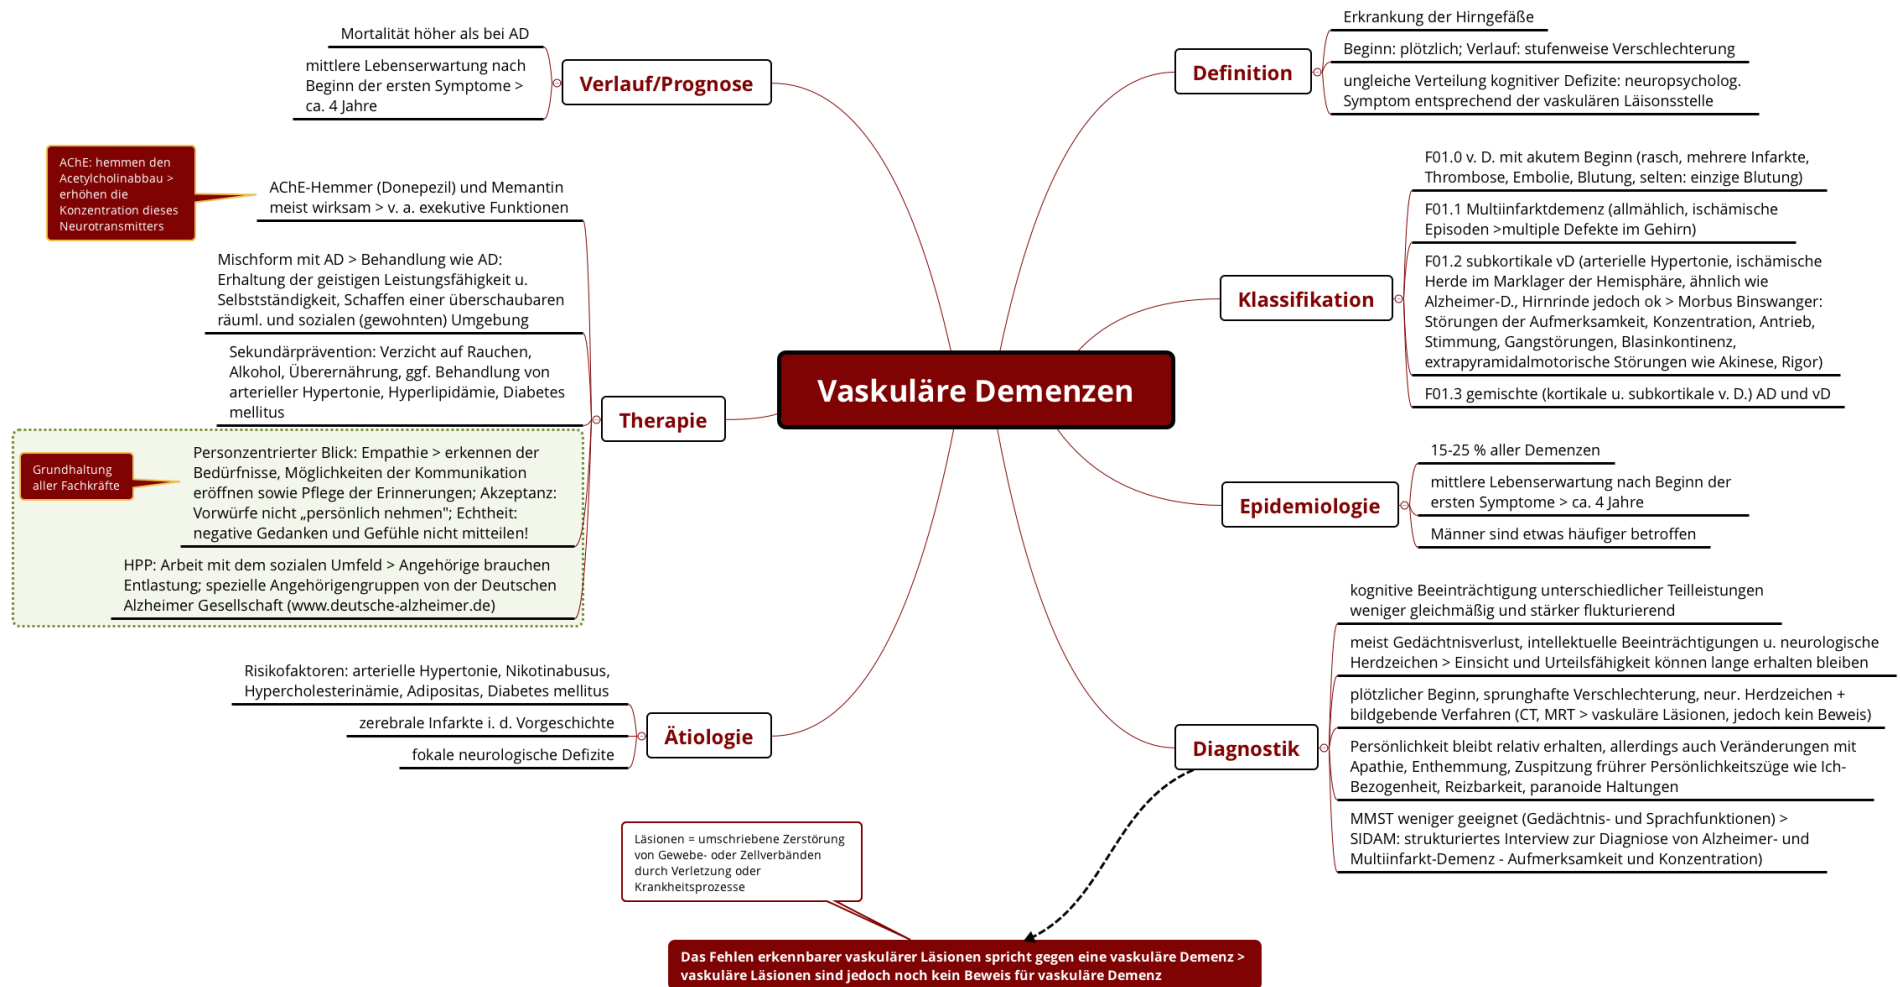 Vaskuläre Demenzen
Definition
Erkrankung der Hirngefäße
Beginn: plötzlich; Verlauf: stufenweise Verschlechterung
ungleiche Verteilung kognitiver Defizite: neuropsycholog.
Symptom entsprechend der vaskulären Läisonsstelle
Klassifikation
F01.0 v. D. mit akutem Beginn (rasch, mehrere Infarkte,
Thrombose, Embolie, Blutung, selten: einzige Blutung)
F01.1 Multiinfarktdemenz (allmählich, ischämische
Episoden >multiple Defekte im Gehirn)
F01.2 subkortikale vD (arterielle Hypertonie, ischämische
Herde im Marklager der Hemisphäre, ähnlich wie
Alzheimer-D., Hirnrinde jedoch ok > Morbus Binswanger:
Störungen der Aufmerksamkeit, Konzentration, Antrieb,
Stimmung, Gangstörungen, Blasinkontinenz,
extrapyramidalmotorische Störungen wie Akinese, Rigor)
F01.3 gemischte (kortikale u. subkortikale v. D.) AD und vD
Epidemiologie
15-25 % aller Demenzen
mittlere Lebenserwartung nach Beginn der
ersten Symptome > ca. 4 Jahre
Männer sind etwas häufiger betroffen
Diagnostik
kognitive Beeinträchtigung unterschiedlicher Teilleistungen
weniger gleichmäßig und stärker flukturierend
meist Gedächtnisverlust, intellektuelle Beeinträchtigungen u. neurologische
Herdzeichen > Einsicht und Urteilsfähigkeit können lange erhalten bleiben
plötzlicher Beginn, sprunghafte Verschlechterung, neur. Herdzeichen +
bildgebende Verfahren (CT, MRT > vaskuläre Läsionen, jedoch kein Beweis)
Persönlichkeit bleibt relativ erhalten, allerdings auch Veränderungen mit
Apathie, Enthemmung, Zuspitzung frührer Persönlichkeitszüge wie Ich-
Bezogenheit, Reizbarkeit, paranoide Haltungen
MMST weniger geeignet (Gedächtnis- und Sprachfunktionen) >
SIDAM: strukturiertes Interview zur Diagnose von Alzheimer- und
Multiinfarkt-Demenz - Aufmerksamkeit und Konzentration)
Verlauf/Prognose
Mortalität höher als bei AD
mittlere Lebenserwartung nach
Beginn der ersten Symptome >
ca. 4 Jahre
Therapie
AChE: hemmen den
Acetylcholinabbau >
erhöhen die
Konzentration dieses
Neurotransmitters
AChE-Hemmer (Donepezil) und Memantin
meist wirksam > v. a. exekutive Funktionen
Mischform mit AD > Behandlung wie AD:
Erhaltung der geistigen Leistungsfähigkeit u.
Selbstständigkeit, Schaffen einer überschaubaren
räuml. und sozialen (gewohnten) Umgebung
Sekundärprävention: Verzicht auf Rauchen,
Alkohol, Überernährung, ggf. Behandlung von
arterieller Hypertonie, Hyperlipidämie, Diabetes
mellitus
Grundhaltung
aller Fachkräfte
Personzentrierter Blick: Empathie > erkennen der
Bedürfnisse, Möglichkeiten der Kommunikation
eröffnen sowie Pflege der Erinnerungen; Akzeptanz:
Vorwürfe nicht „persönlich nehmen"; Echtheit:
negative Gedanken und Gefühle nicht mitteilen!
HPP: Arbeit mit dem sozialen Umfeld > Angehörige brauchen
Entlastung; spezielle Angehörigengruppen von der Deutschen
Alzheimer Gesellschaft (www.deutsche-alzheimer.de)
Ätiologie
Risikofaktoren: arterielle Hypertonie, Nikotinabusus,
Hypercholesterinämie, Adipositas, Diabetes mellitus
zerebrale Infarkte i. d. Vorgeschichte
fokale neurologische Defizite
Läsionen = umschriebene Zerstörung
von Gewebe- oder Zellverbänden
durch Verletzung oder
Krankheitsprozesse
Das Fehlen erkennbarer vaskulärer Läsionen spricht gegen eine vaskuläre Demenz >
vaskuläre Läsionen sind jedoch noch kein Beweis für vaskuläre Demenz